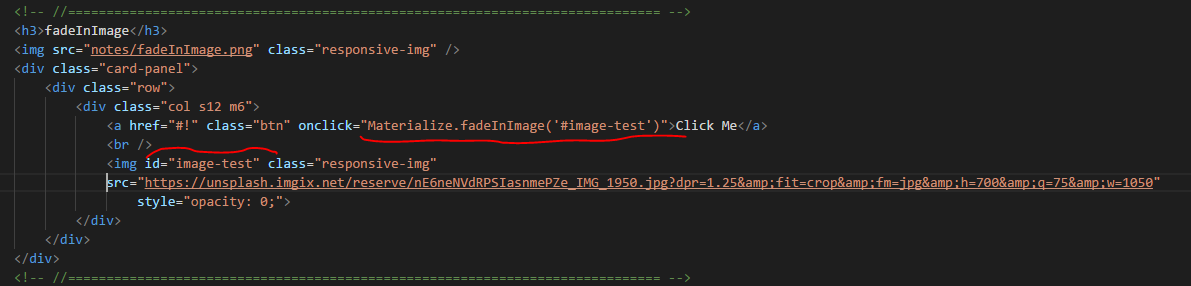 <!-- //============================================================================= -->
<h3>fadeInImage</h3>
<img src="notes/fadeInImage.png" class="responsive-img" />
<div class="card-panel">
<div class="row">
<div class="col s12 m6">
<a href="#!" class="btn" onclick="Materialize.fadeInImage('#image-test')">Click Me</a>
<br />
<img id="image-test" class="responsive-img"
src="https://unsplash.imgix.net/reserve/nE6neNVdRPSIasnmePZe_IMG_1950.jpg?dpr=1.25&amp;fit=crop&amp;fm=jpg&amp;h=700&amp;q=75&amp;w=1050"
style="opacity: 0;">
</div>
</div>
</div>
<!-- //============================================================================= -->